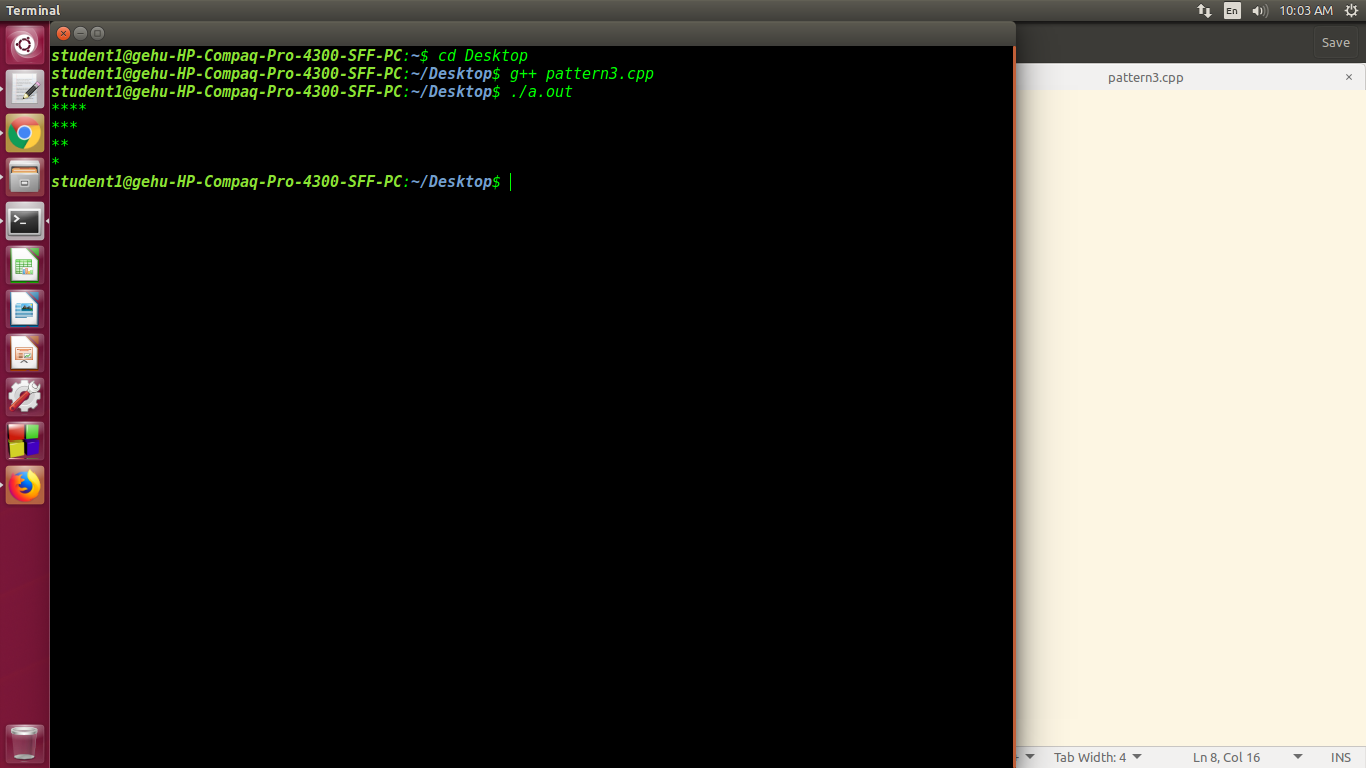 Terminal
En
10:03 AM
Save
pattern3.cpp
student1@gehu-HP-Compaq-Pro-4300-SFF-PC:~$ cd Desktop
student1@gehu-HP-Compaq-Pro-4300-SFF-PC:~/Desktop$ g++ pattern3.cpp
student1@gehu-HP-Compaq-Pro-4300-SFF-PC:~/Desktop$ ./a.out
****
***
**
*
student1@gehu-HP-Compaq-Pro-4300-SFF-PC:~/Desktop$
Tab Width: 4
Ln 8, Col 16
INS